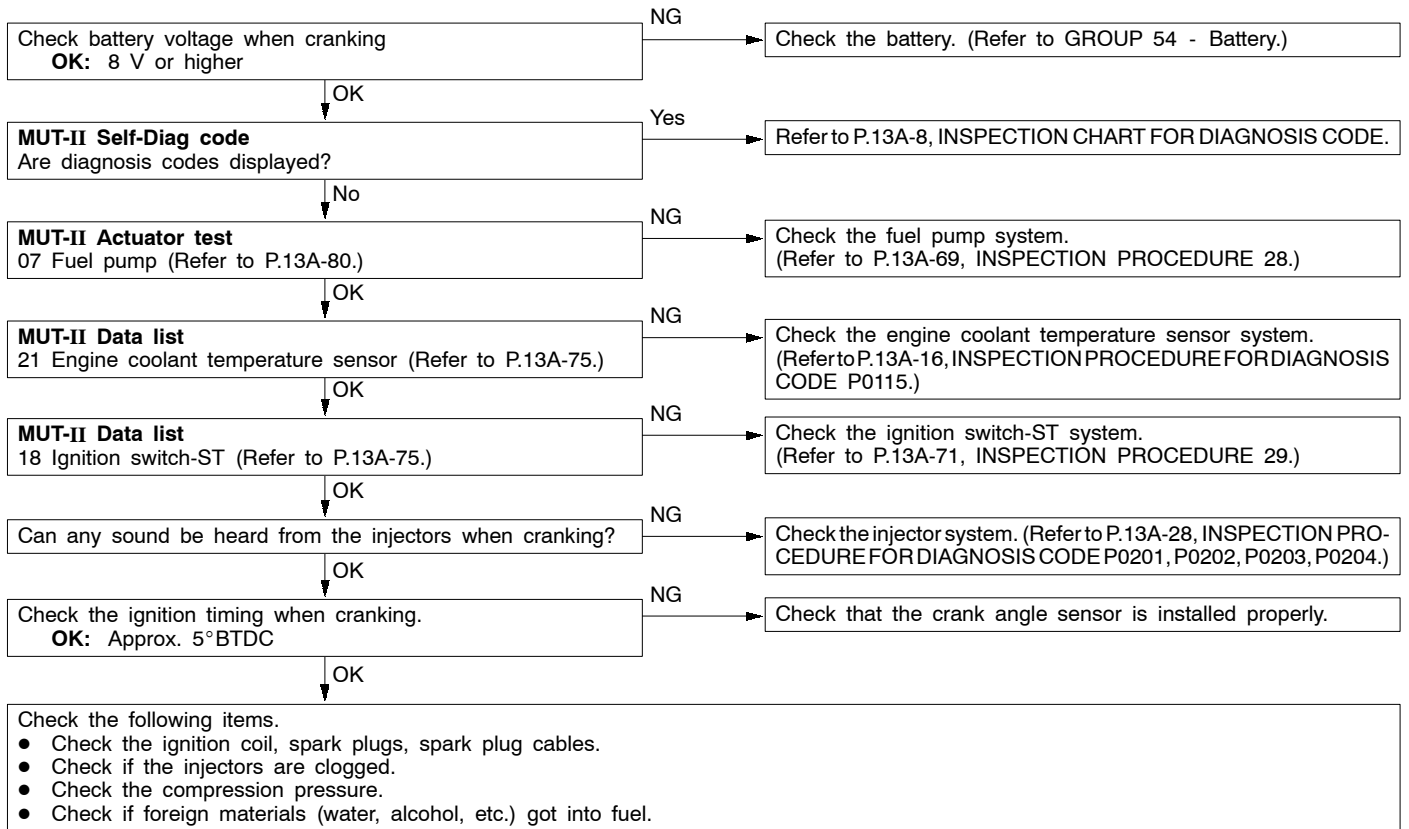 Check battery voltage when cranking
OK: 8 V or higher
NG
Check the battery. (Refer to GROUP 54 - Battery.)
OK
MUT-II Self-Diag code
Are diagnosis codes displayed?
Yes
Refer to P.13A-8, INSPECTION CHART FOR DIAGNOSIS CODE.
No
MUT-II Actuator test
07 Fuel pump (Refer to P.13A-80.)
NG
Check the fuel pump system.
(Refer to P.13A-69, INSPECTION PROCEDURE 28.)
OK
MUT-II Data list
21 Engine coolant temperature sensor (Refer to P.13A-75.)
NG
Check the engine coolant temperature sensor system.
(Refer to P.13A-16, INSPECTION PROCEDURE FOR DIAGNOSIS
CODE P0115.)
OK
MUT-II Data list
18 Ignition switch-ST (Refer to P.13A-75.)
NG
Check the ignition switch-ST system.
(Refer to P.13A-71, INSPECTION PROCEDURE 29.)
OK
Can any sound be heard from the injectors when cranking?
NG
Check the injector system. (Refer to P.13A-28, INSPECTION PRO-
CEDURE FOR DIAGNOSIS CODE P0201, P0202, P0203, P0204.)
OK
Check the ignition timing when cranking.
OK: Approx. 5°BTDC
NG
Check that the crank angle sensor is installed properly.
OK
Check the following items.
● Check the ignition coil, spark plugs, spark plug cables.
● Check if the injectors are clogged.
● Check the compression pressure.
● Check if foreign materials (water, alcohol, etc.) got into fuel.